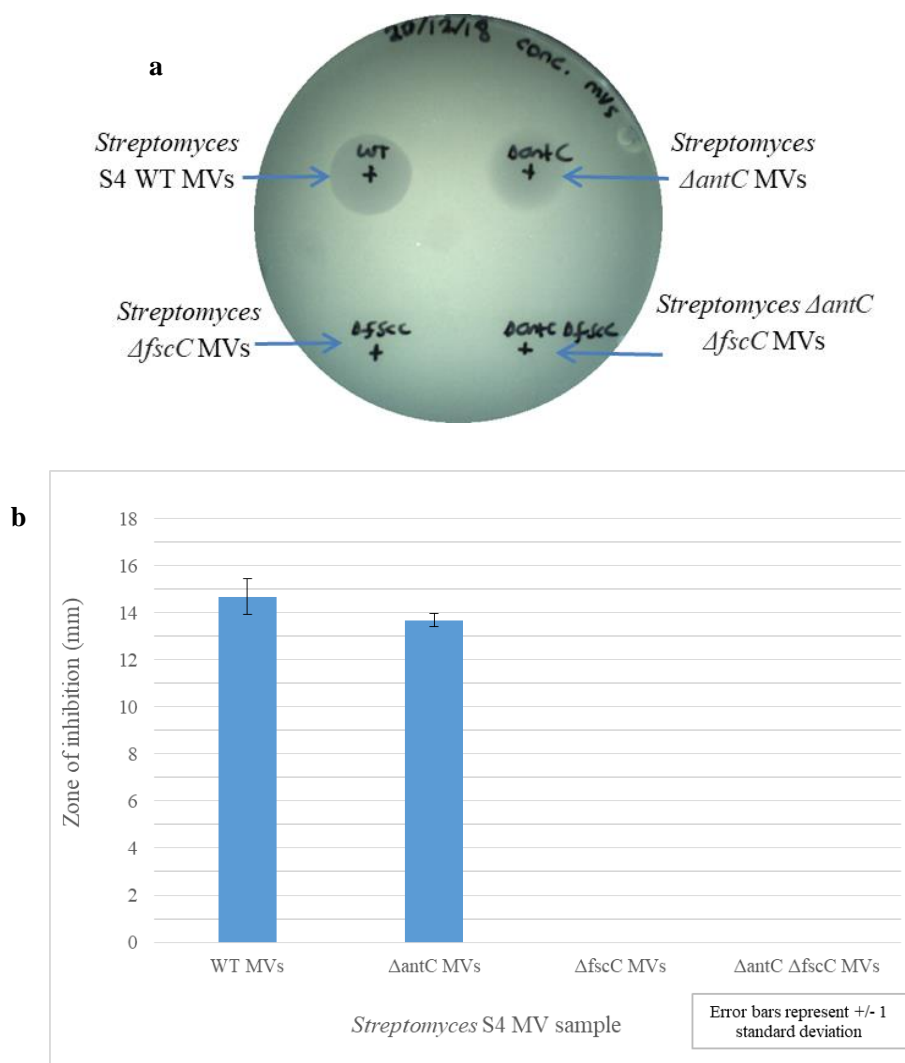 a
20/12/18 conc. mVs
Streptomyces
S4 WT MVs
WT
+
ΔantC
+
Streptomyces
ΔantC MVs
Streptomyces
ΔfscC MVs
ΔfscC
+
ΔantC ΔfscC
+
Streptomyces ΔantC
ΔfscC MVs
b
Zone of inhibition (mm)
18
16
14
12
10
8
6
4
2
0
WT MVs
ΔantC MVs
ΔfscC MVs
ΔantC ΔfscC MVs
Streptomyces S4 MV sample
Error bars represent +/- 1
standard deviation